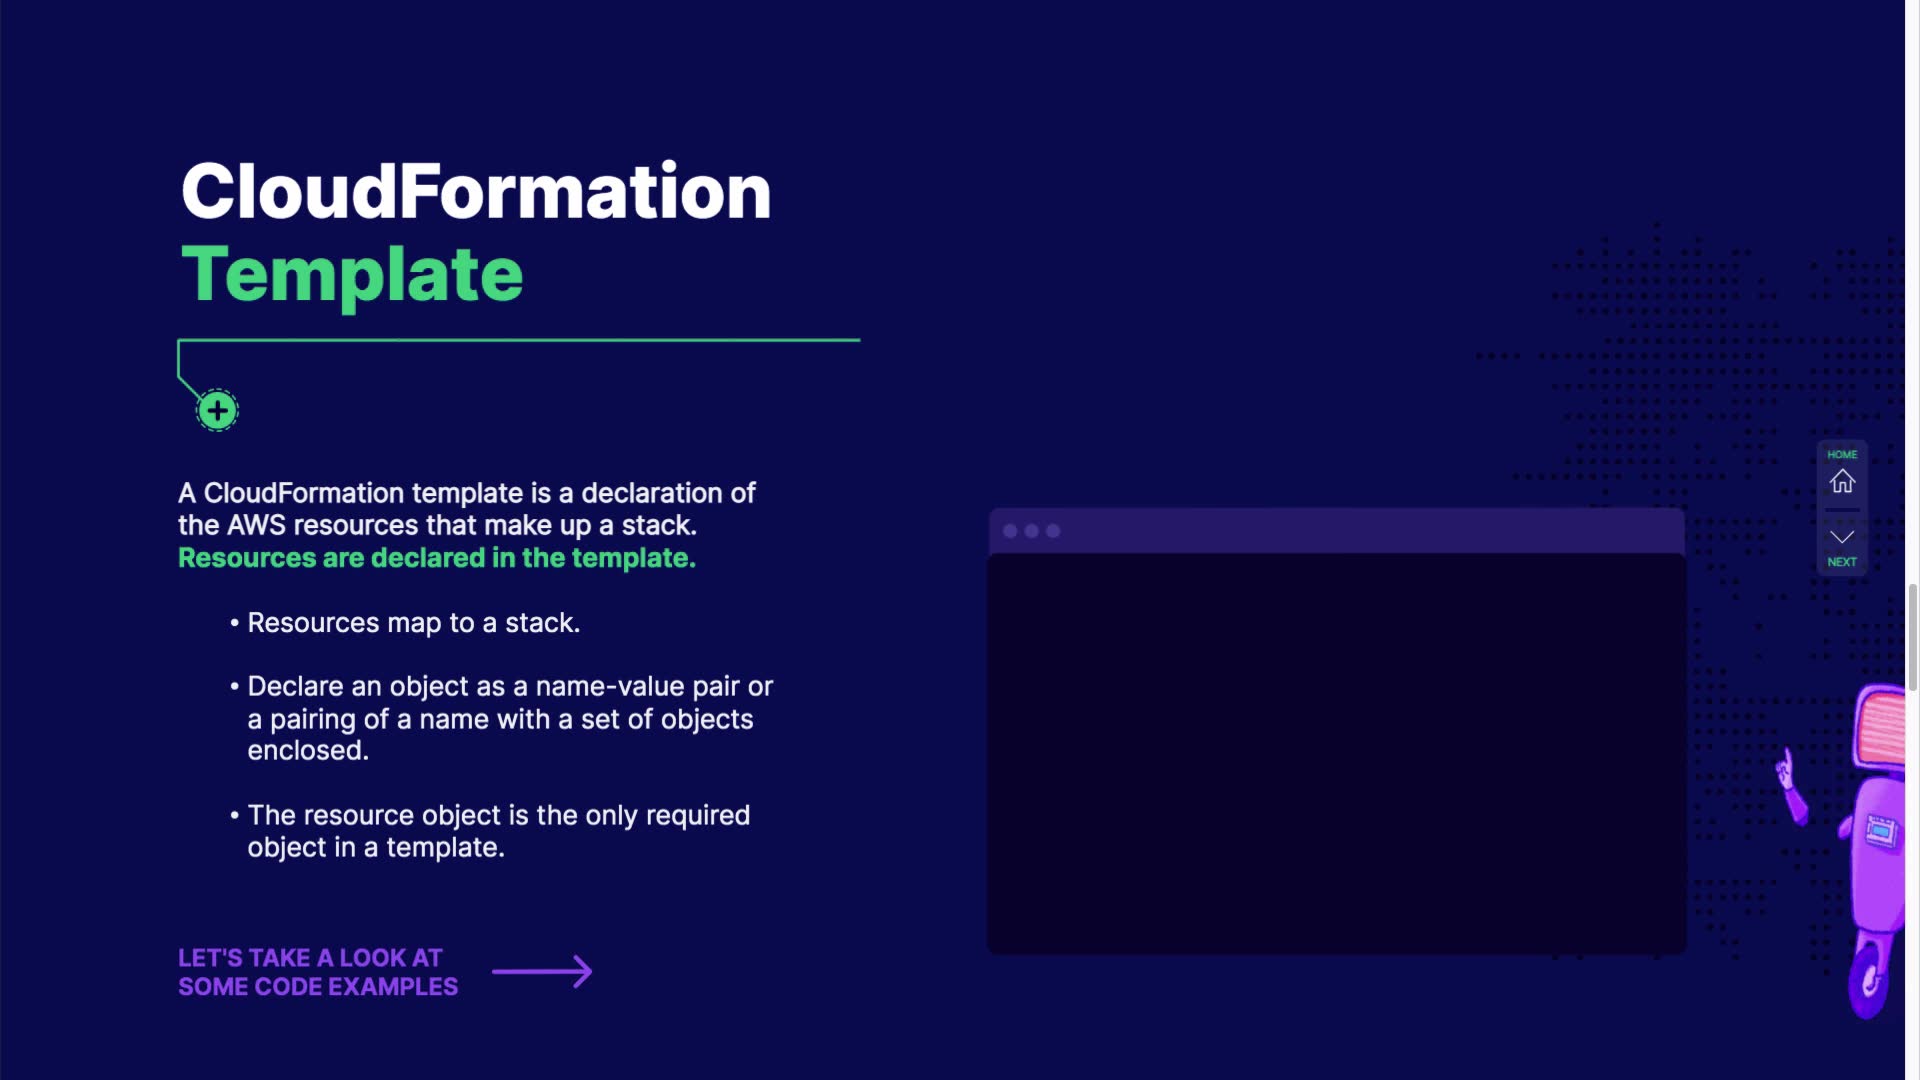 CloudFormation
Template
A CloudFormation template is a declaration of
the AWS resources that make up a stack.
Resources are declared in the template.
• Resources map to a stack.
• Declare an object as a name-value pair or
a pairing of a name with a set of objects
enclosed.
• The resource object is the only required
object in a template.
LET'S TAKE A LOOK AT
SOME CODE EXAMPLES
HOME
NEXT